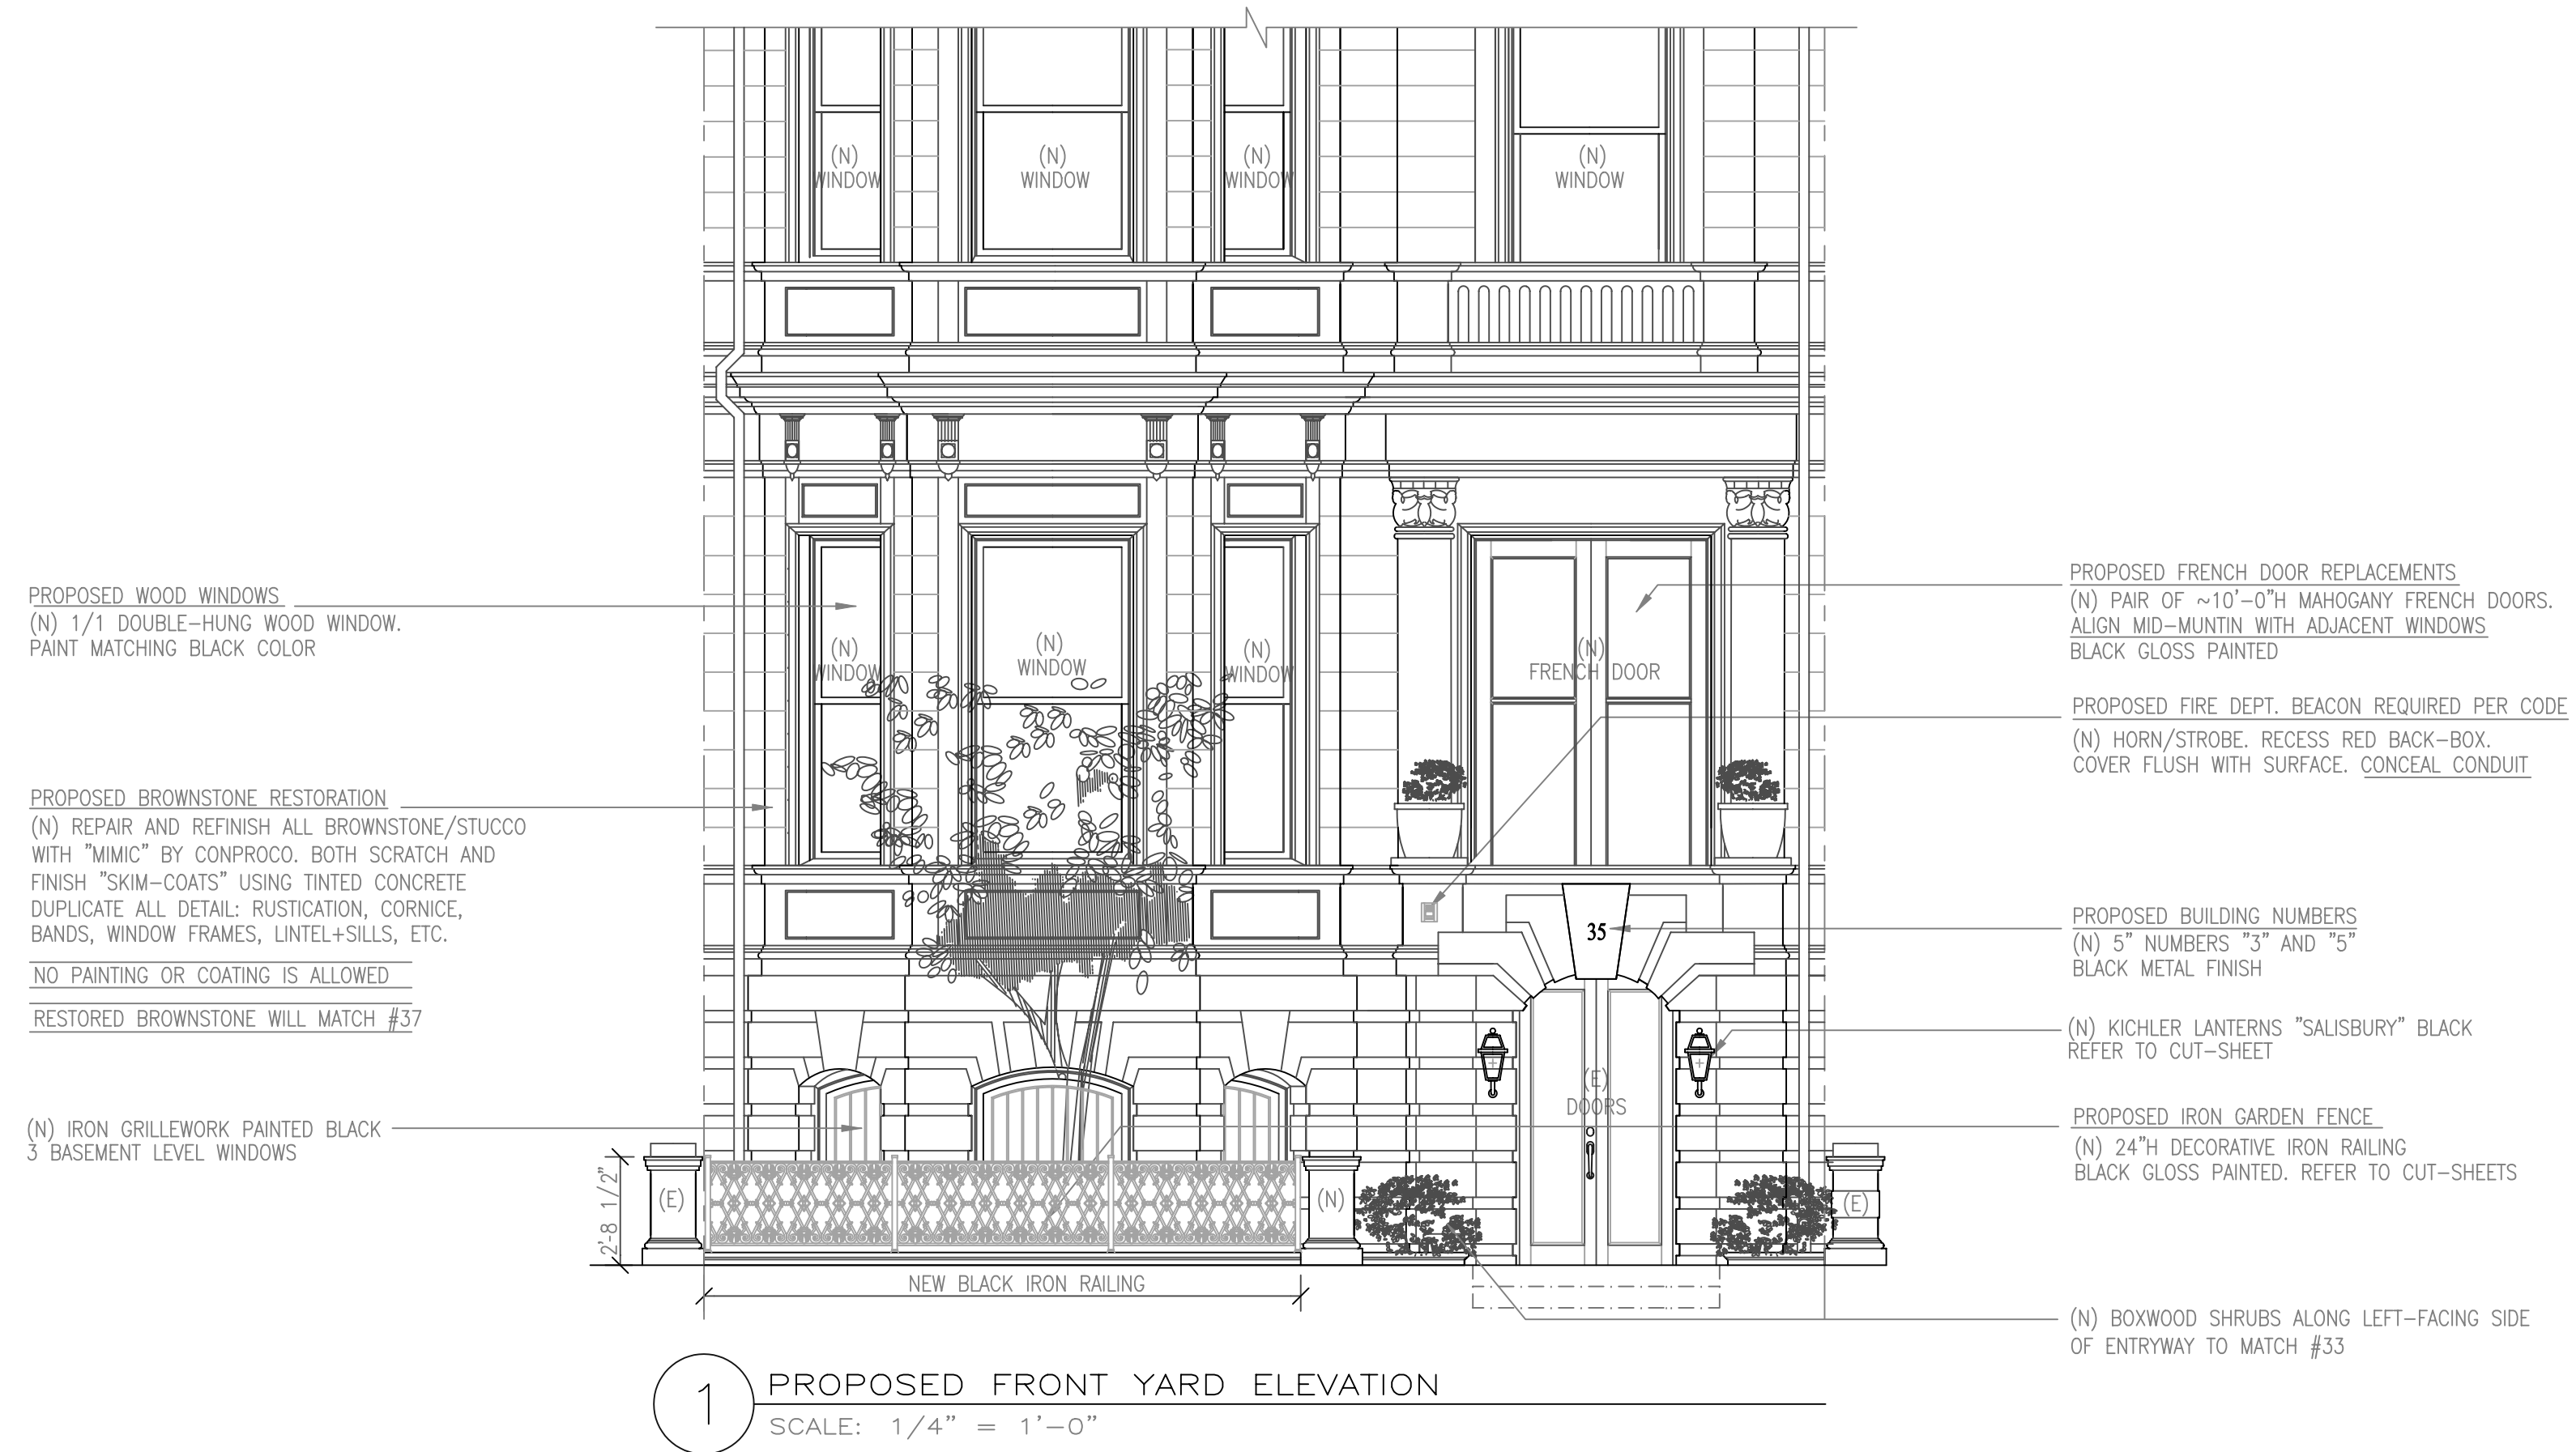 (N)
WINDOW
(N)
WINDOW
(N)
WINDOW
(N)
WINDOW
PROPOSED WOOD WINDOWS
(N) 1/1 DOUBLE-HUNG WOOD WINDOW.
PAINT MATCHING BLACK COLOR
PROPOSED BROWNSTONE RESTORATION
(N) REPAIR AND REFINISH ALL BROWNSTONE/STUCCO
WITH "MIMIC" BY CONPROCO. BOTH SCRATCH AND
FINISH "SKIM-COATS" USING TINTED CONCRETE
DUPLICATE ALL DETAIL: RUSTICATION, CORNICE,
BANDS, WINDOW FRAMES, LINTEL+SILLS, ETC.
NO PAINTING OR COATING IS ALLOWED
RESTORED BROWNSTONE WILL MATCH #37
(N) IRON GRILLEWORK PAINTED BLACK
3 BASEMENT LEVEL WINDOWS
(N)
WINDOW
(N)
WINDOW
(N)
WINDOW
(N)
FRENCH DOOR
35
(E)
DOORS
2'-8 1/2"
(E)
(N)
(E)
NEW BLACK IRON RAILING
PROPOSED FRENCH DOOR REPLACEMENTS
(N) PAIR OF ~10'-0"H MAHOGANY FRENCH DOORS.
ALIGN MID-MUNTIN WITH ADJACENT WINDOWS
BLACK GLOSS PAINTED
PROPOSED FIRE DEPT. BEACON REQUIRED PER CODE
(N) HORN/STROBE. RECESS RED BACK-BOX.
COVER FLUSH WITH SURFACE. CONCEAL CONDUIT
PROPOSED BUILDING NUMBERS
(N) 5" NUMBERS "3" AND "5"
BLACK METAL FINISH
(N) KICHLER LANTERNS "SALISBURY" BLACK
REFER TO CUT-SHEET
PROPOSED IRON GARDEN FENCE
(N) 24"H DECORATIVE IRON RAILING
BLACK GLOSS PAINTED. REFER TO CUT-SHEETS
(N) BOXWOOD SHRUBS ALONG LEFT-FACING SIDE
OF ENTRYWAY TO MATCH #33
1
PROPOSED FRONT YARD ELEVATION
SCALE: 1/4" = 1'-0"